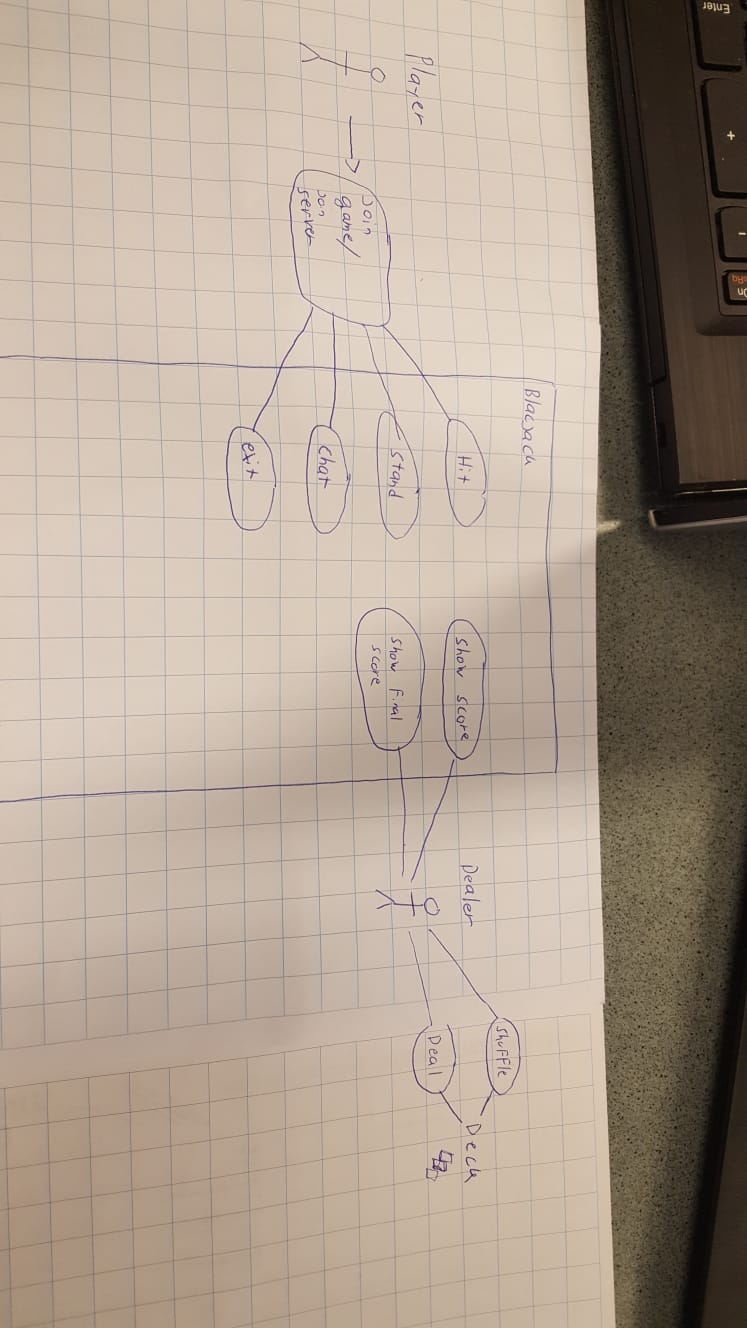 Player
Join
game/
Join
server
Blacjack
Hit
Stand
Chat
exit
Show score
Show final
score
Dealer
Shuffle
Deal
Deck
Enter
+
-